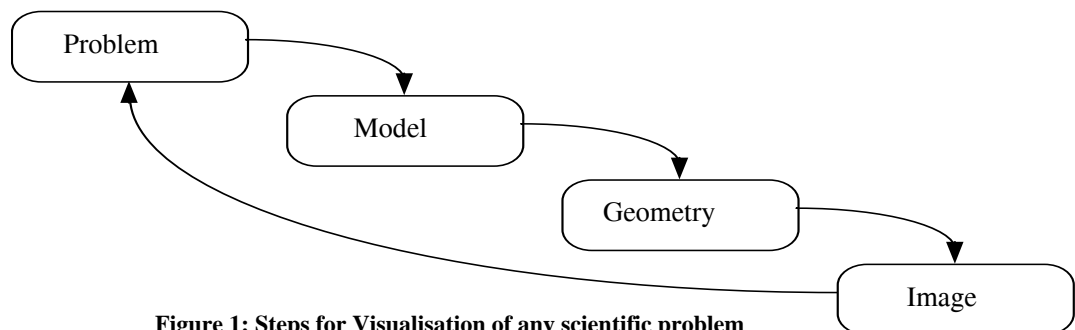 Problem
Model
Geometry
Image
Figure 1: Steps for Visualisation of any scientific problem